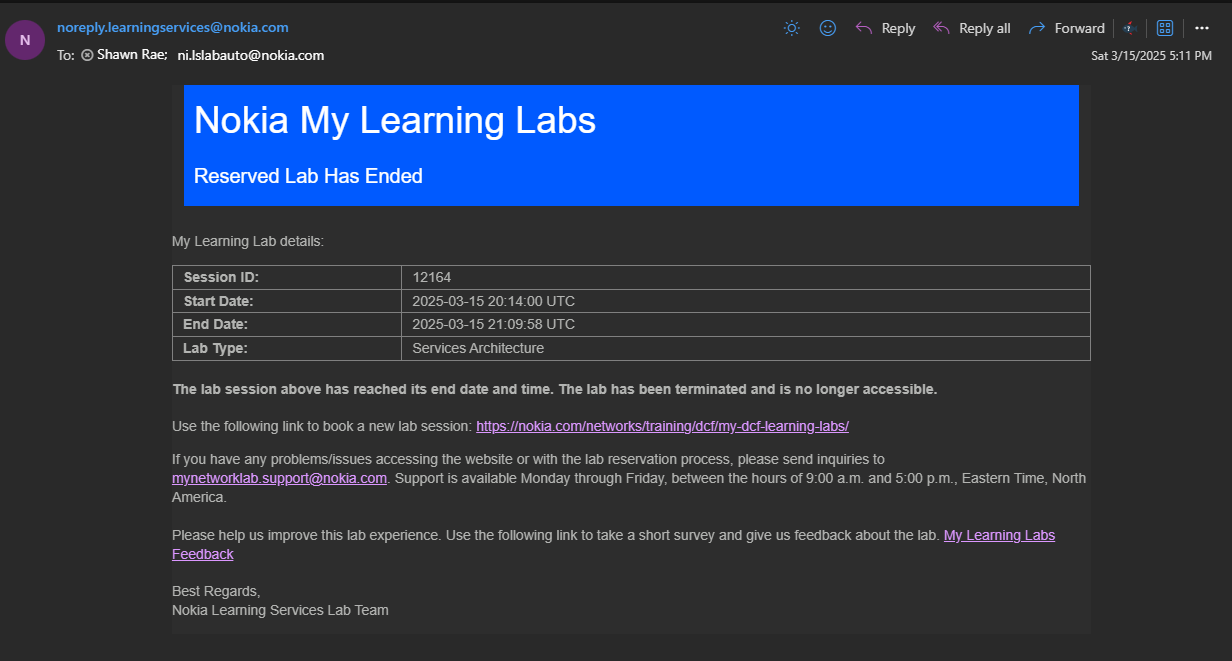 N
noreply.learningservices@nokia.com
Reply
Reply all
Forward
To: Shawn Rae; ni.lslabauto@nokia.com
Sat 3/15/2025 5:11 PM
Nokia My Learning Labs
Reserved Lab Has Ended
My Learning Lab details:
Session ID: 12164
Start Date: 2025-03-15 20:14:00 UTC
End Date: 2025-03-15 21:09:58 UTC
Lab Type: Services Architecture
The lab session above has reached its end date and time. The lab has been terminated and is no longer accessible.
Use the following link to book a new lab session: https://nokia.com/networks/training/dcf/my-dcf-learning-labs/
If you have any problems/issues accessing the website or with the lab reservation process, please send inquiries to
mynetworklab.support@nokia.com. Support is available Monday through Friday, between the hours of 9:00 a.m. and 5:00 p.m., Eastern Time, North
America.
Please help us improve this lab experience. Use the following link to take a short survey and give us feedback about the lab. My Learning Labs
Feedback
Best Regards,
Nokia Learning Services Lab Team